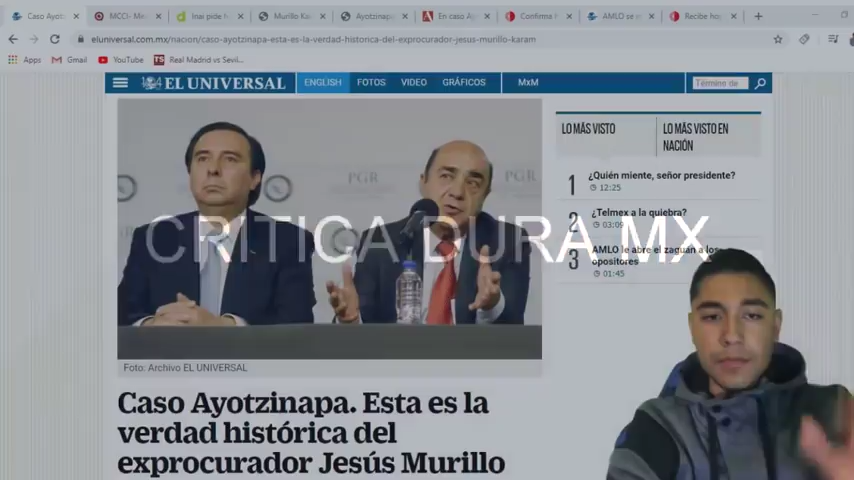 Caso Ayotz
MCCI- Me
Inai pide h
Murillo Ka
Ayotzinapa
En caso Ay
Confirma h
AMLO se r
Recibe ho
eluniversal.com.mx/nacion/caso-ayotzinapa-esta-es-la-verdad-historica-del-exprocurador-jesus-murillo-karam
Apps
Gmail
YouTube
Real Madrid vs Sevil...
EL UNIVERSAL
ENGLISH
FOTOS
VIDEO
GRÁFICOS
MxM
Término de
PGR
PGR
CRITICA DURA MX
Foto: Archivo EL UNIVERSAL
Caso Ayotzinapa. Esta es la
verdad histórica del
exprocurador Jesús Murillo
LO MÁS VISTO
LO MÁS VISTO EN
NACIÓN
1
¿Quién miente, señor presidente?
12:25
2
¿Telmex a la quiebra?
03:09
3
AMLO le abre el zaguán a los
opositores
01:45